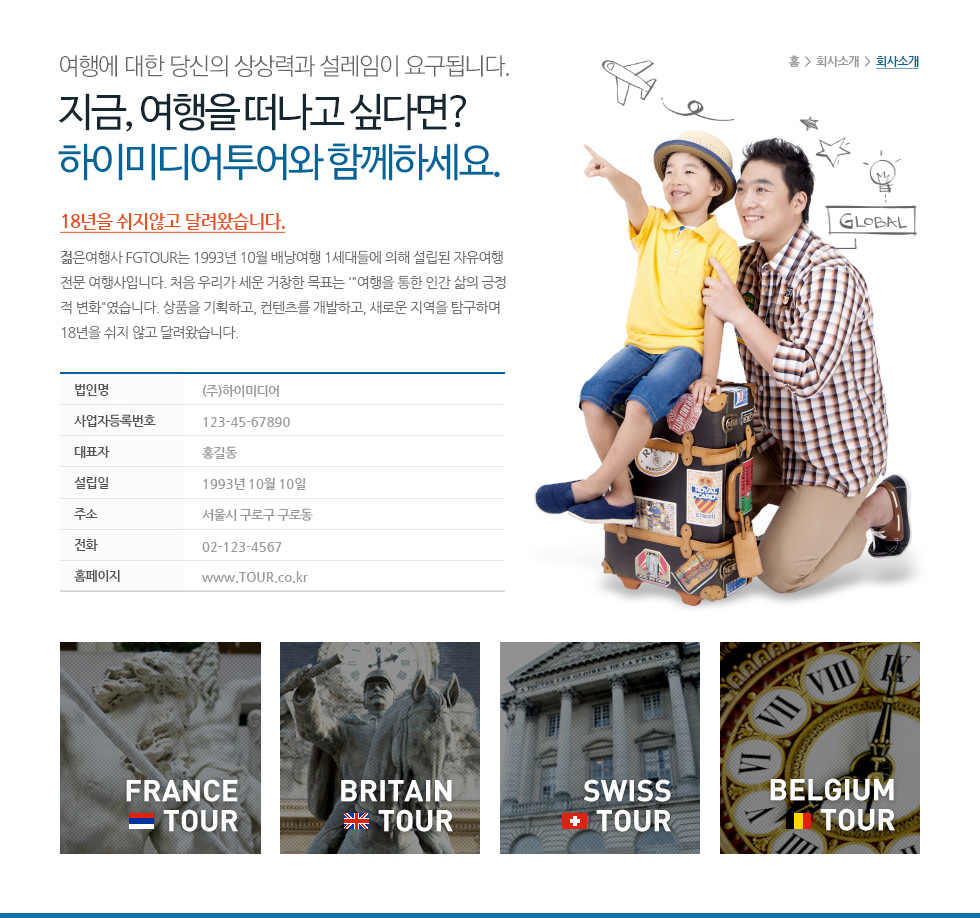 홈 > 회사소개 > 회사소개
여행에 대한 당신의 상상력과 설레임이 요구됩니다.
지금, 여행을 떠나고 싶다면?
하이미디어투어와 함께하세요.
18년을 쉬지않고 달려왔습니다.
젊은여행사 FGTOUR는 1993년 10월 배낭여행 1세대들에 의해 설립된 자유여행
전문 여행사입니다. 처음 우리가 세운 거창한 목표는 '"여행을 통한 인간 삶의 긍정
적 변화"였습니다. 상품을 기획하고, 컨텐츠를 개발하고, 새로운 지역을 탐구하며
18년을 쉬지 않고 달려왔습니다.
법인명 (주)하이미디어
사업자등록번호 123-45-67890
대표자 홍길동
설립일 1993년 10월 10일
주소 서울시 구로구 구로동
전화 02-123-4567
홈페이지 www.TOUR.co.kr
GLOBAL
BARCELONA
ROYAL
PICARDY
A TOUTES LES GLOIRES DE LA FRANCE
VII
VIII
IX
VI
FRANCE
TOUR
BRITAIN
TOUR
SWISS
TOUR
BELGIUM
TOUR